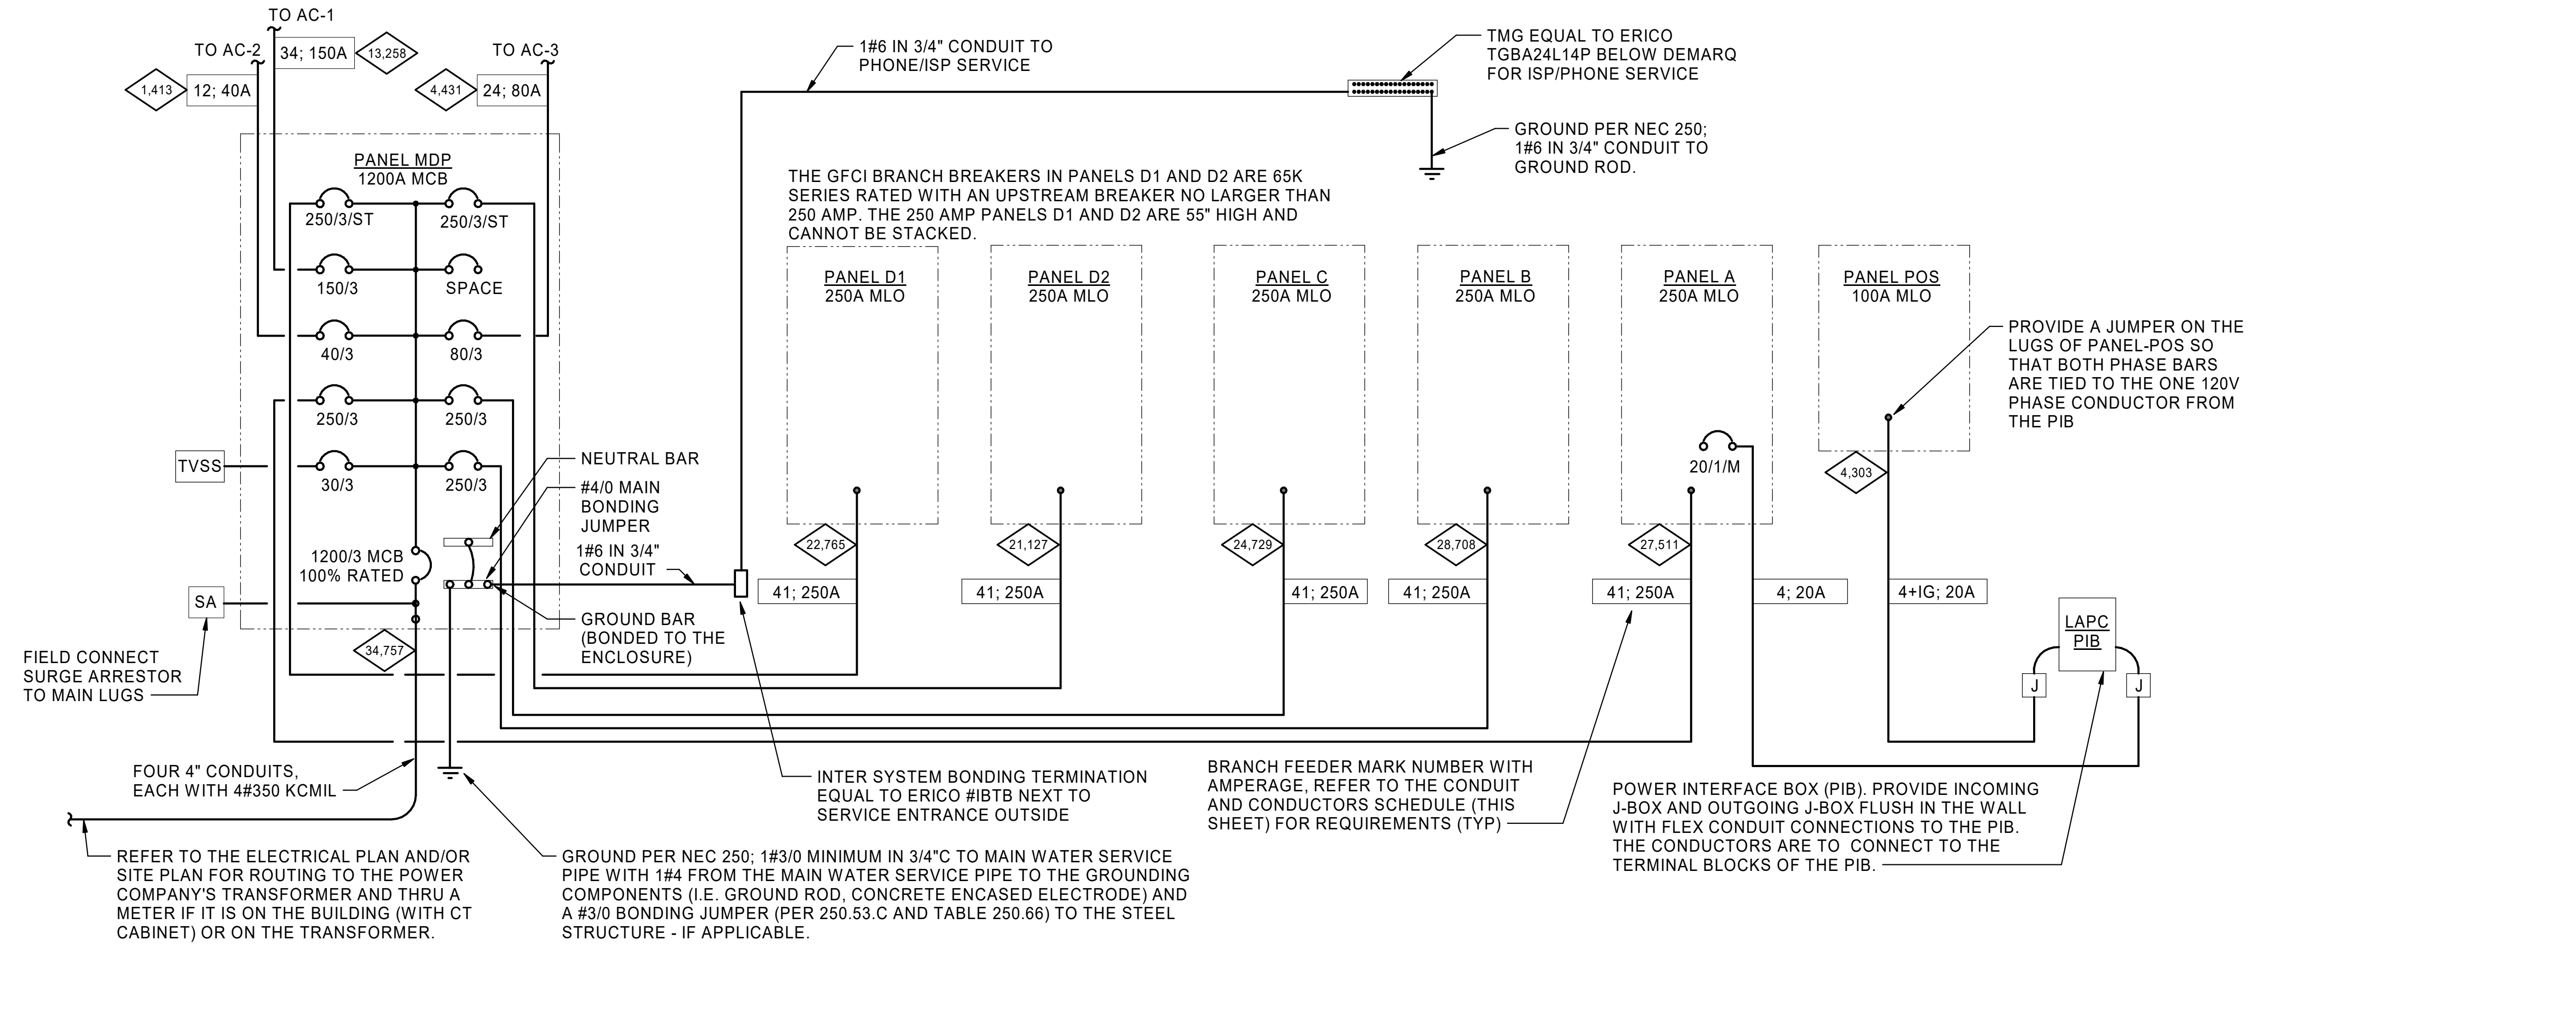 TO AC-1
TO AC-2
34; 150A
13,258
TO AC-3
1,413
12; 40A
4,431
24; 80A
PANEL MDP
1200A MCB
250/3/ST
250/3/ST
150/3
SPACE
40/3
80/3
250/3
250/3
TVSS
30/3
250/3
1200/3 MCB
100% RATED
SA
34,757
FIELD CONNECT
SURGE ARRESTOR
TO MAIN LUGS
FOUR 4" CONDUITS,
EACH WITH 4#350 KCMIL
REFER TO THE ELECTRICAL PLAN AND/OR
SITE PLAN FOR ROUTING TO THE POWER
COMPANY'S TRANSFORMER AND THRU A
METER IF IT IS ON THE BUILDING (WITH CT
CABINET) OR ON THE TRANSFORMER.
NEUTRAL BAR
#4/0 MAIN
BONDING
JUMPER
1#6 IN 3/4"
CONDUIT
GROUND BAR
(BONDED TO THE
ENCLOSURE)
GROUND PER NEC 250; 1#3/0 MINIMUM IN 3/4"C TO MAIN WATER SERVICE
PIPE WITH 1#4 FROM THE MAIN WATER SERVICE PIPE TO THE GROUNDING
COMPONENTS (I.E. GROUND ROD, CONCRETE ENCASED ELECTRODE) AND
A #3/0 BONDING JUMPER (PER 250.53.C AND TABLE 250.66) TO THE STEEL
STRUCTURE - IF APPLICABLE.
INTER SYSTEM BONDING TERMINATION
EQUAL TO ERICO #IBTB NEXT TO
SERVICE ENTRANCE OUTSIDE
1#6 IN 3/4" CONDUIT TO
PHONE/ISP SERVICE
TMG EQUAL TO ERICO
TGBA24L14P BELOW DEMARQ
FOR ISP/PHONE SERVICE
GROUND PER NEC 250;
1#6 IN 3/4" CONDUIT TO
GROUND ROD.
THE GFCI BRANCH BREAKERS IN PANELS D1 AND D2 ARE 65K
SERIES RATED WITH AN UPSTREAM BREAKER NO LARGER THAN
250 AMP. THE 250 AMP PANELS D1 AND D2 ARE 55" HIGH AND
CANNOT BE STACKED.
PANEL D1
250A MLO
22,765
41; 250A
PANEL D2
250A MLO
21,127
41; 250A
PANEL C
250A MLO
24,729
41; 250A
PANEL B
250A MLO
28,708
41; 250A
PANEL A
250A MLO
20/1/M
27,511
41; 250A
4; 20A
PANEL POS
100A MLO
4,303
4+IG; 20A
PROVIDE A JUMPER ON THE
LUGS OF PANEL-POS SO
THAT BOTH PHASE BARS
ARE TIED TO THE ONE 120V
PHASE CONDUCTOR FROM
THE PIB
LAPC
PIB
J
J
BRANCH FEEDER MARK NUMBER WITH
AMPERAGE, REFER TO THE CONDUIT
AND CONDUCTORS SCHEDULE (THIS
SHEET) FOR REQUIREMENTS (TYP)
POWER INTERFACE BOX (PIB). PROVIDE INCOMING
J-BOX AND OUTGOING J-BOX FLUSH IN THE WALL
WITH FLEX CONDUIT CONNECTIONS TO THE PIB.
THE CONDUCTORS ARE TO CONNECT TO THE
TERMINAL BLOCKS OF THE PIB.